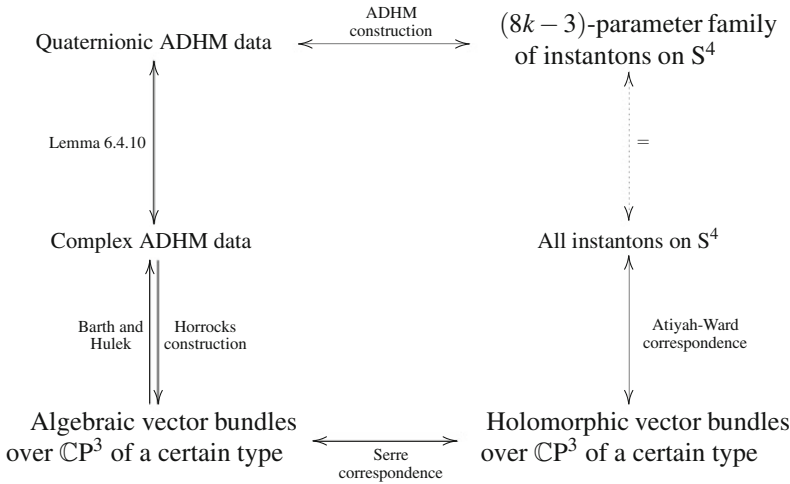 Quaternionic ADHM data
ADHM
construction
(8k − 3)-parameter family
of instantons on S⁴
Lemma 6.4.10
=
Complex ADHM data
All instantons on S⁴
Barth and
Hulek
Horrocks
construction
Atiyah-Ward
correspondence
Algebraic vector bundles
over ℂP³ of a certain type
Serre
correspondence
Holomorphic vector bundles
over ℂP³ of a certain type